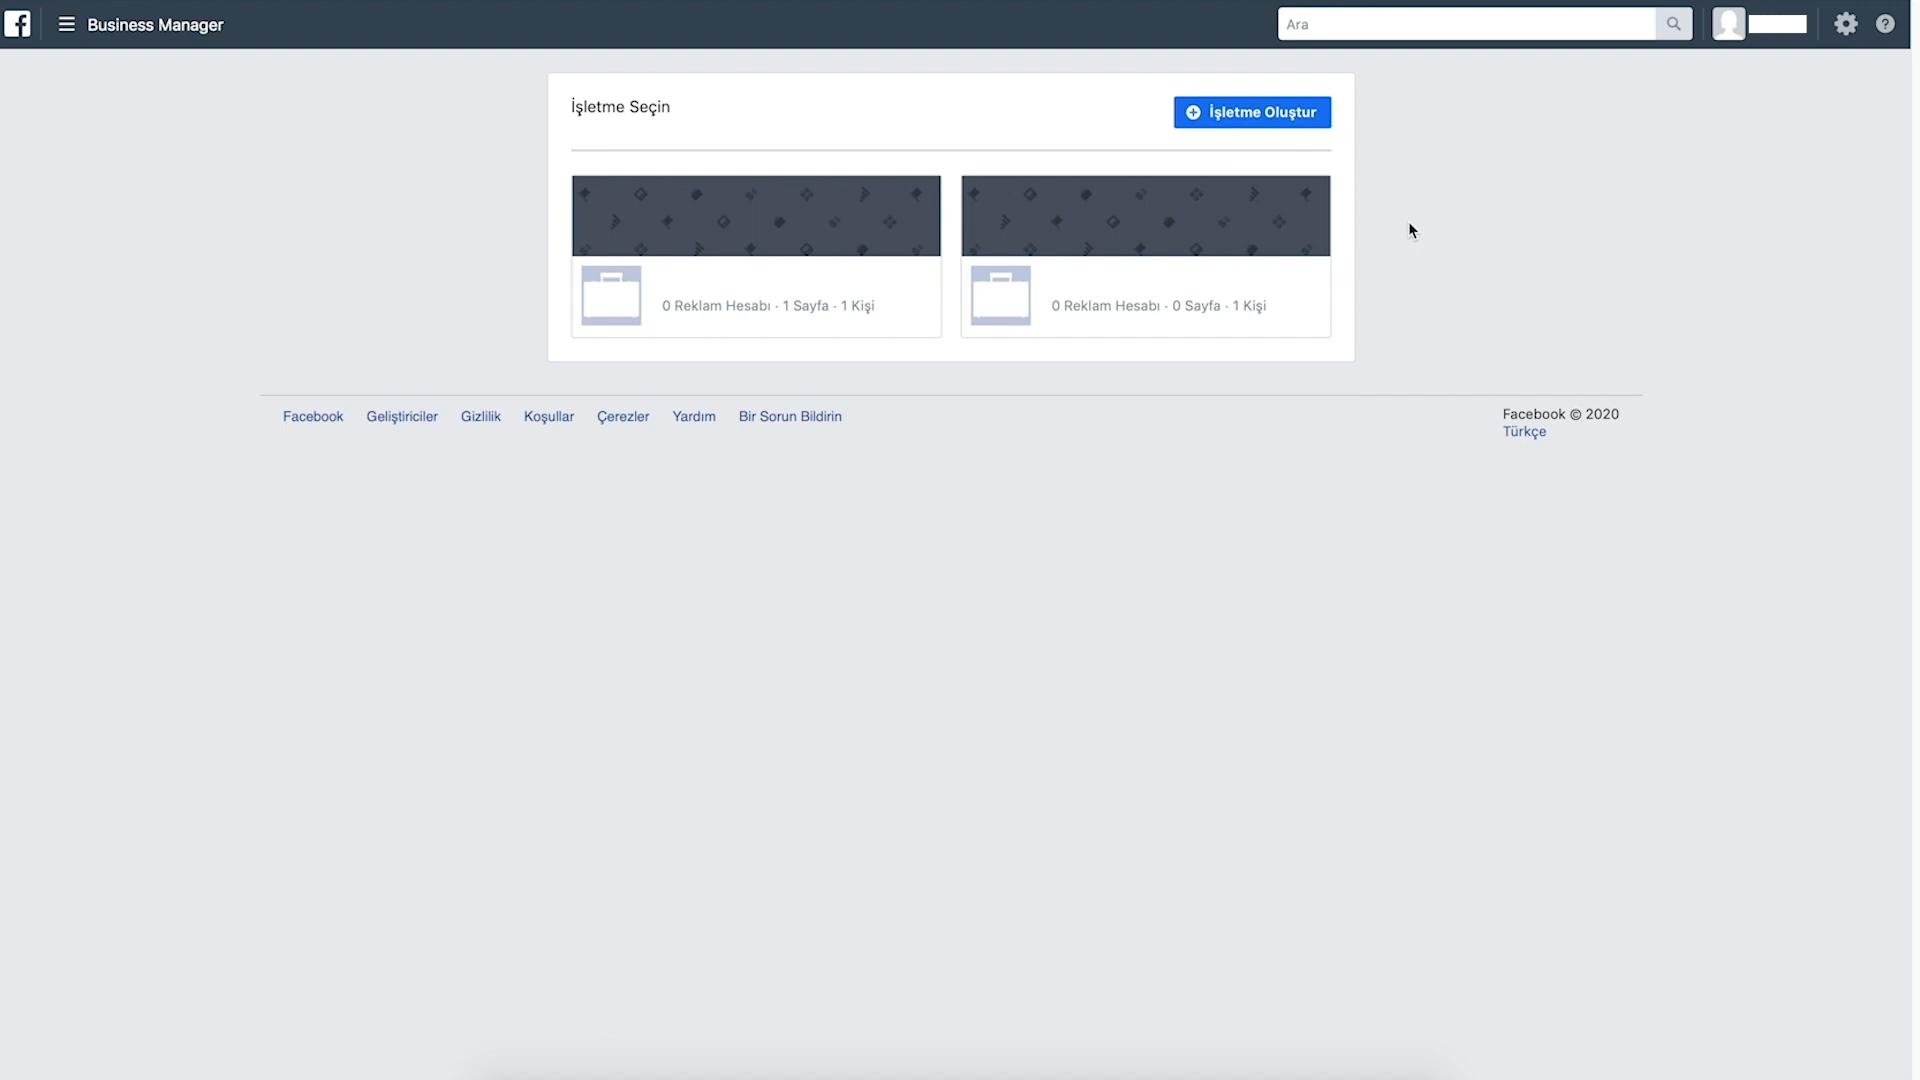 Business Manager
Ara
İşletme Seçin
İşletme Oluştur
0 Reklam Hesabı · 1 Sayfa · 1 Kişi
0 Reklam Hesabı · 0 Sayfa · 1 Kişi
Facebook Geliştiriciler Gizlilik Koşullar Çerezler Yardım Bir Sorun Bildirin
Facebook © 2020
Türkçe